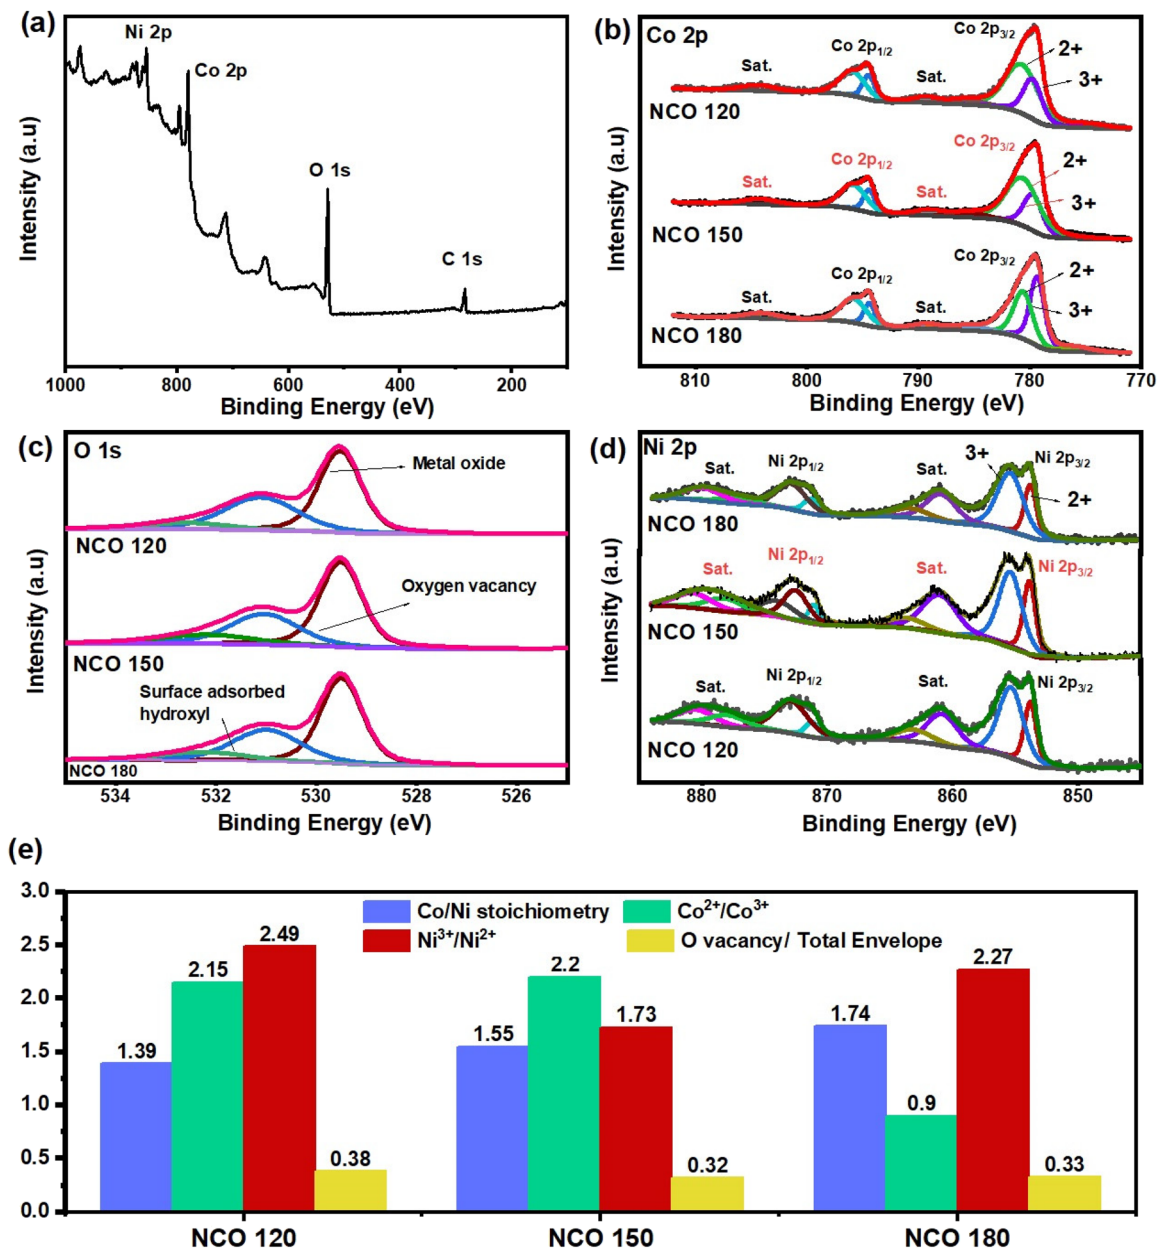 (a)
Ni 2p
Co 2p
O 1s
C 1s
Intensity (a.u)
1000 800 600 400 200
Binding Energy (eV)
(b)
Co 2p
Sat.
Co 2p1/2
Sat.
Co 2p3/2
2+
3+
NCO 120
Sat.
Co 2p1/2
Sat.
Co 2p3/2
2+
3+
NCO 150
Sat.
Co 2p1/2
Sat.
Co 2p3/2
2+
3+
NCO 180
Intensity (a.u)
810 800 790 780 770
Binding Energy (eV)
(c)
O 1s
Metal oxide
NCO 120
Oxygen vacancy
NCO 150
Surface adsorbed
hydroxyl
NCO 180
Intensity (a.u)
534 532 530 528 526
Binding Energy (eV)
(d)
Ni 2p
Sat.
Ni 2p1/2
Sat.
3+
Ni 2p3/2
2+
NCO 180
Sat.
Ni 2p1/2
Sat.
Ni 2p3/2
NCO 150
Sat.
Ni 2p1/2
Sat.
Ni 2p3/2
NCO 120
Intensity (a.u)
880 870 860 850
Binding Energy (eV)
(e)
3.0
2.5
2.0
1.5
1.0
0.5
0.0
Co/Ni stoichiometry
Co2+/Co3+
Ni3+/Ni2+
O vacancy/ Total Envelope
1.39 2.15 2.49 0.38
1.55 2.2 1.73 0.32
1.74 0.9 2.27 0.33
NCO 120 NCO 150 NCO 180